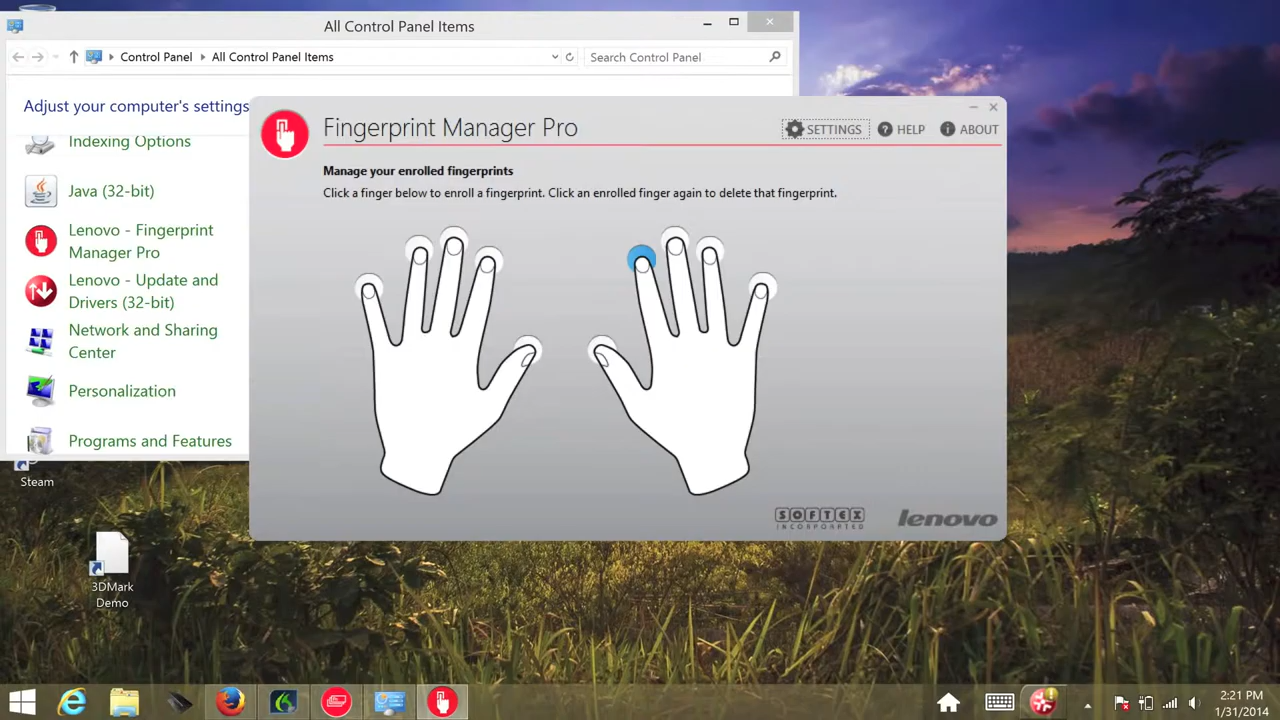 All Control Panel Items
Control Panel
All Control Panel Items
Search Control Panel
Adjust your computer's settings
Indexing Options
Java (32-bit)
Lenovo - Fingerprint
Manager Pro
Lenovo - Update and
Drivers (32-bit)
Network and Sharing
Center
Personalization
Programs and Features
Fingerprint Manager Pro
SETTINGS
HELP
ABOUT
Manage your enrolled fingerprints
Click a finger below to enroll a fingerprint. Click an enrolled finger again to delete that fingerprint.
SOFTEX
INCORPORATED
lenovo
Steam
3DMark
Demo
2:21 PM
1/31/2014